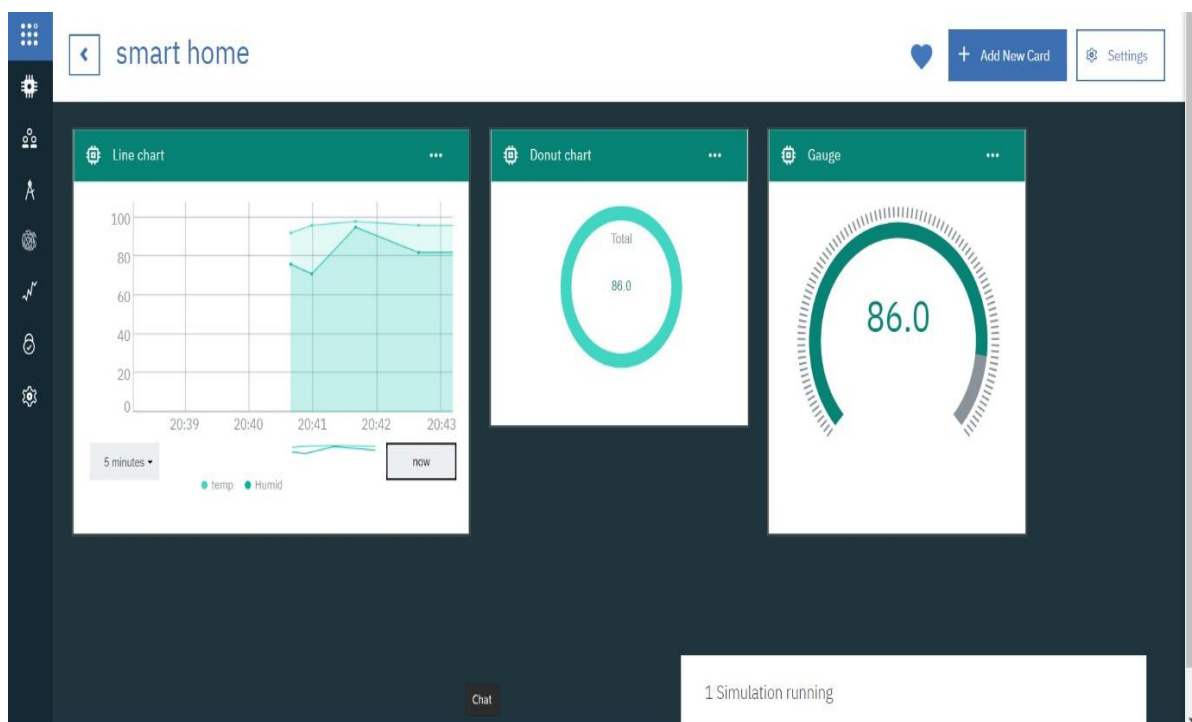 smart home
+ Add New Card
Settings
Line chart
100
80
60
40
20
0
20:39 20:40 20:41 20:42 20:43
5 minutes
now
temp Humid
Donut chart
Total
86.0
Gauge
86.0
Chat
1 Simulation running